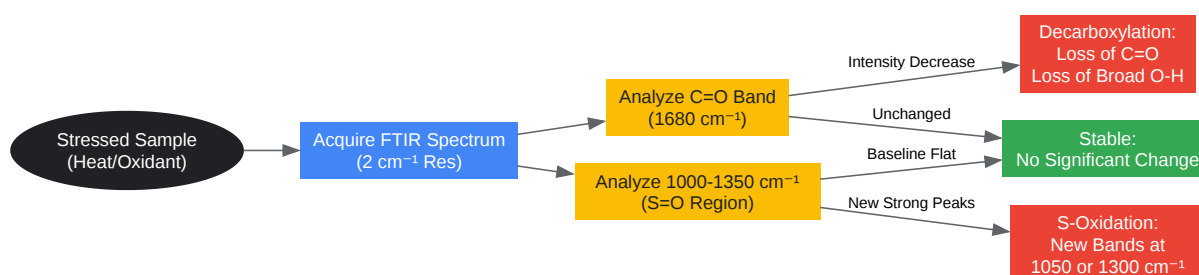 Stressed Sample
(Heat/Oxidant)
Acquire FTIR Spectrum
(2 cm⁻¹ Res)
Analyze C=O Band
(1680 cm⁻¹)
Analyze 1000-1350 cm⁻¹
(S=O Region)
Intensity Decrease
Unchanged
Baseline Flat
New Strong Peaks
Decarboxylation:
Loss of C=O
Loss of Broad O-H
Stable:
No Significant Change
S-Oxidation:
New Bands at
1050 or 1300 cm⁻¹